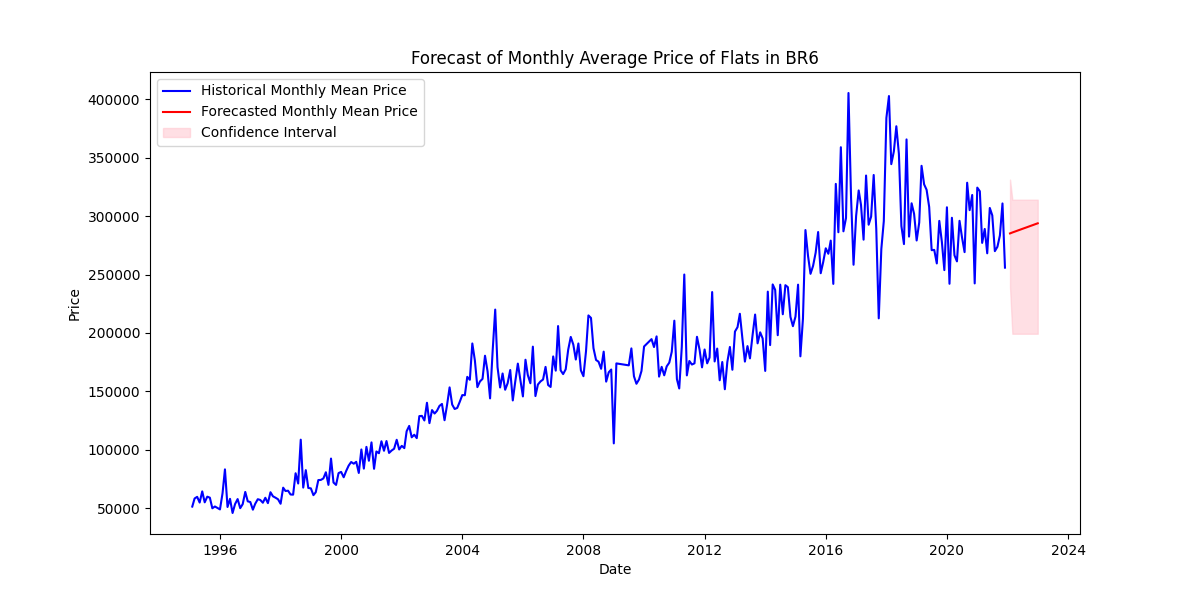 Forecast of Monthly Average Price of Flats in BR6
Historical Monthly Mean Price
Forecasted Monthly Mean Price
Confidence Interval
400000
350000
300000
250000
200000
150000
100000
50000
Price
1996 2000 2004 2008 2012 2016 2020 2024
Date